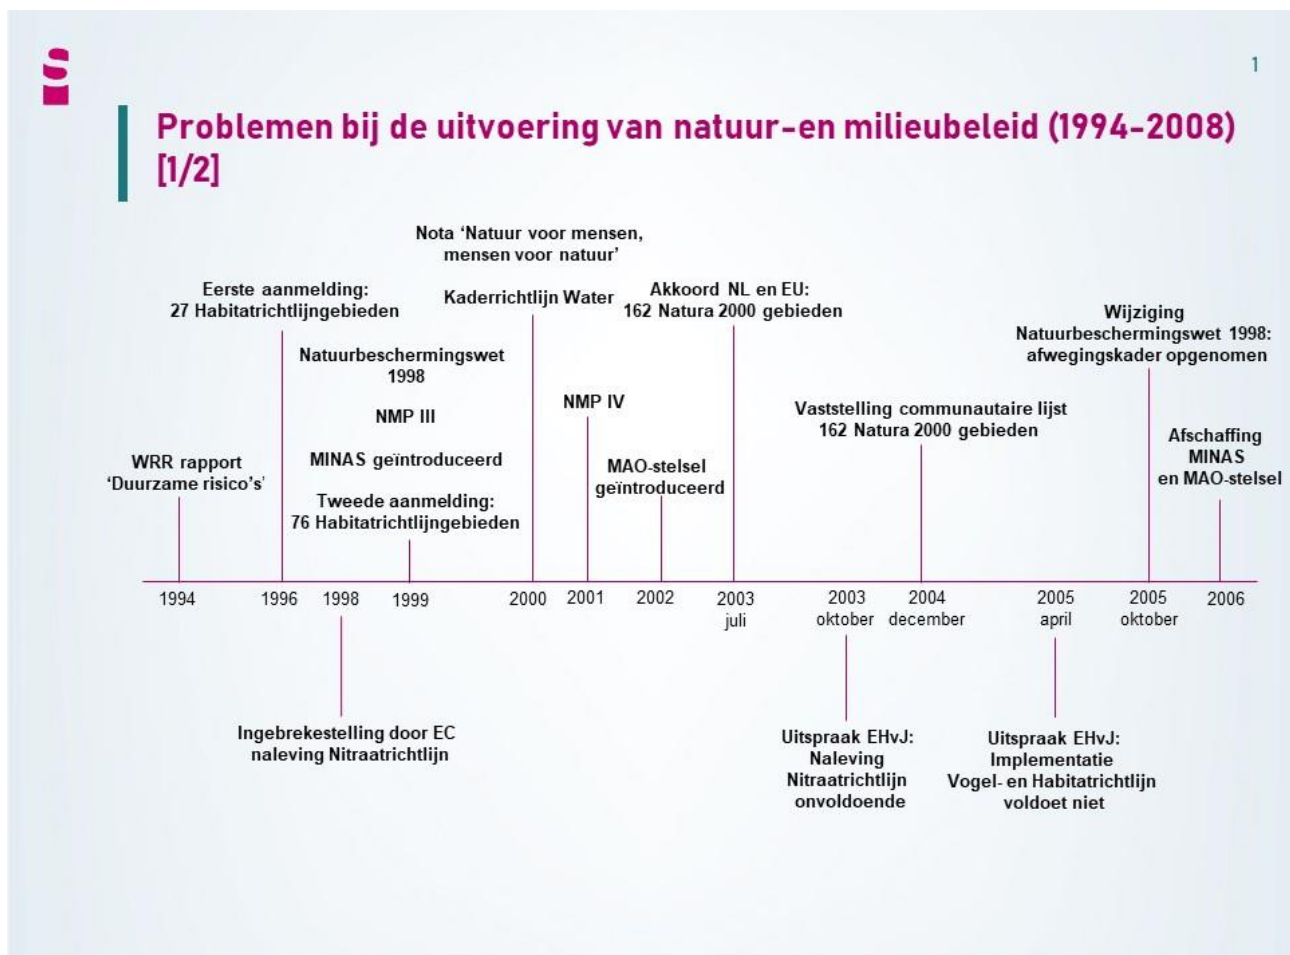 1
Problemen bij de uitvoering van natuur-en milieubeleid (1994-2008)
[1/2]
Nota ‘Natuur voor mensen,
mensen voor natuur’
Eerste aanmelding:
27 Habitatrichtlijngebieden
Kaderrichtlijn Water
Akkoord NL en EU:
162 Natura 2000 gebieden
Wijziging
Natuurbeschermingswet 1998:
afwegingskader opgenomen
Natuurbeschermingswet
1998
NMP III
NMP IV
Vaststelling communautaire lijst
162 Natura 2000 gebieden
Afschaffing
MINAS
en MAO-stelsel
WRR rapport
‘Duurzame risico’s’
MINAS geïntroduceerd
MAO-stelsel
geïntroduceerd
Tweede aanmelding:
76 Habitatrichtlijngebieden
1994
1996
1998
1999
2000
2001
2002
2003
juli
2003
oktober
2004
december
2005
april
2005
oktober
2006
Ingebrekestelling door EC
naleving Nitraatrichtlijn
Uitspraak EHvJ:
Naleving
Nitraatrichtlijn
onvoldoende
Uitspraak EHvJ:
Implementatie
Vogel- en Habitatrichtlijn
voldoet niet